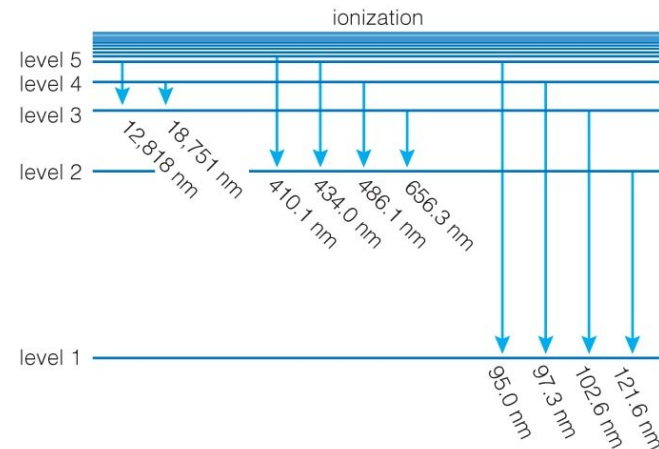 ionization
level 5
level 4
level 3
12,818 nm
18,751 nm
level 2
410.1 nm
434.0 nm
486.1 nm
656.3 nm
level 1
95.0 nm
97.3 nm
102.6 nm
121.6 nm